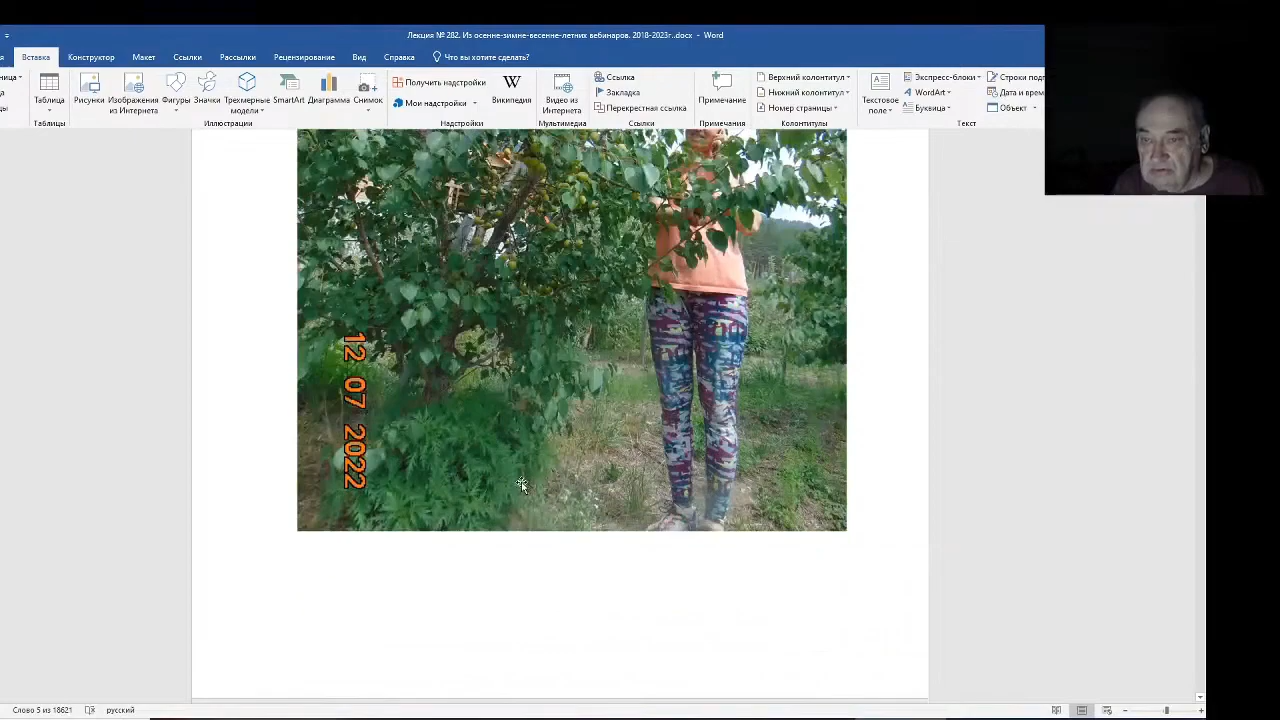 Лекция № 282. Из осенне-зимне-весенне-летних вебинаров. 2018-2023г..docx - Word
Вставка Конструктор Макет Ссылки Рассылки Рецензирование Вид Справка Что вы хотите сделать?
Таблица
Таблицы
Рисунки
Изображения из Интернета
Фигуры
Значки
Трехмерные модели
SmartArt
Диаграмма
Снимок
Иллюстрации
Получить надстройки
Мои надстройки
Википедия
Надстройки
Видео из Интернета
Мультимедиа
Ссылка
Закладка
Перекрестная ссылка
Ссылки
Примечание
Примечания
Верхний колонтитул
Нижний колонтитул
Номер страницы
Колонтитулы
Текстовое поле
Экспресс-блоки
WordArt
Буквица
Строки под
Дата и врем
Объект
Текст
12 07 2022
Слово 5 из 18621 русский